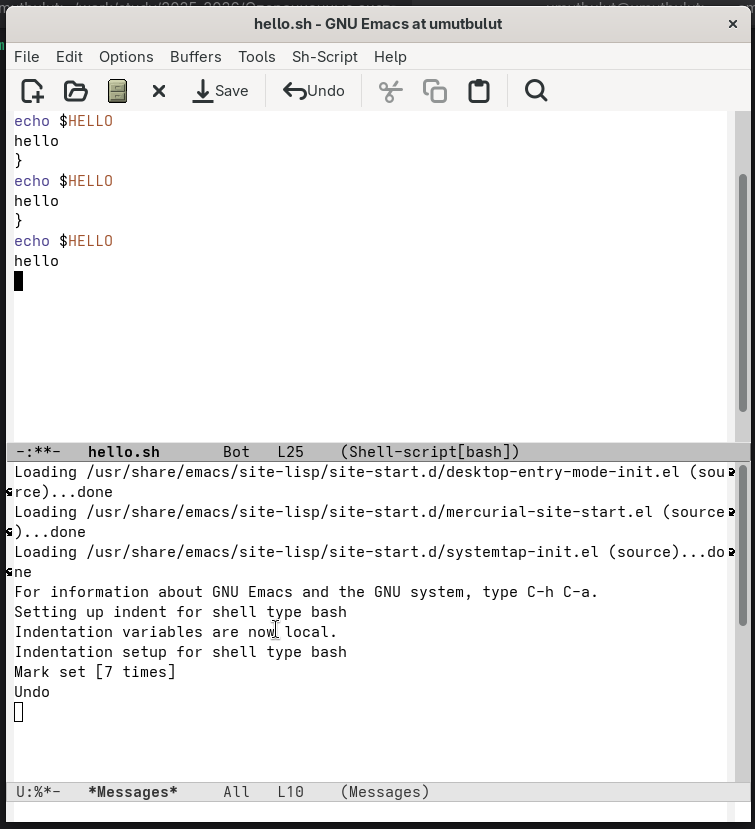 hello.sh - GNU Emacs at umutbulut
File Edit Options Buffers Tools Sh-Script Help
Save Undo
echo $HELLO
hello
}
echo $HELLO
hello
}
echo $HELLO
hello
-:**- hello.sh Bot L25 (Shell-script[bash])
Loading /usr/share/emacs/site-lisp/site-start.d/desktop-entry-mode-init.el (sou
rce)...done
Loading /usr/share/emacs/site-lisp/site-start.d/mercurial-site-start.el (source
)...done
Loading /usr/share/emacs/site-lisp/site-start.d/systemtap-init.el (source)...do
ne
For information about GNU Emacs and the GNU system, type C-h C-a.
Setting up indent for shell type bash
Indentation variables are now local.
Indentation setup for shell type bash
Mark set [7 times]
Undo
U:%*- *Messages* All L10 (Messages)